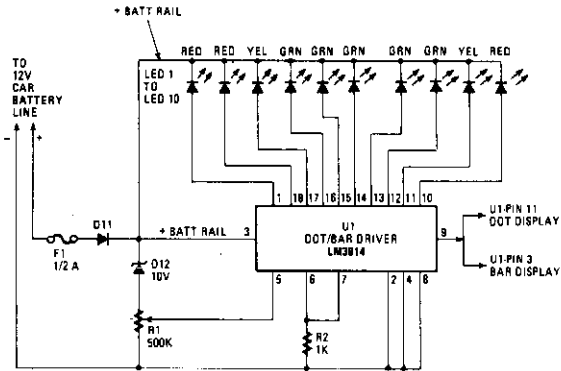 + BATT RAIL
RED RED YEL GRN GRN GRN GRN GRN YEL RED
TO
12V
CAR
BATTERY
LINE
LED 1
TO
LED 10
- +
1 18 17 16 15 14 13 12 11 10
D11
+ BATT RAIL
3
U1
DOT/BAR DRIVER
LM3914
9
U1-PIN 11
DOT DISPLAY
U1-PIN 3
BAR DISPLAY
F1
1/2 A
D12
10V
5 6 7 2 4 8
R1
500K
R2
1K